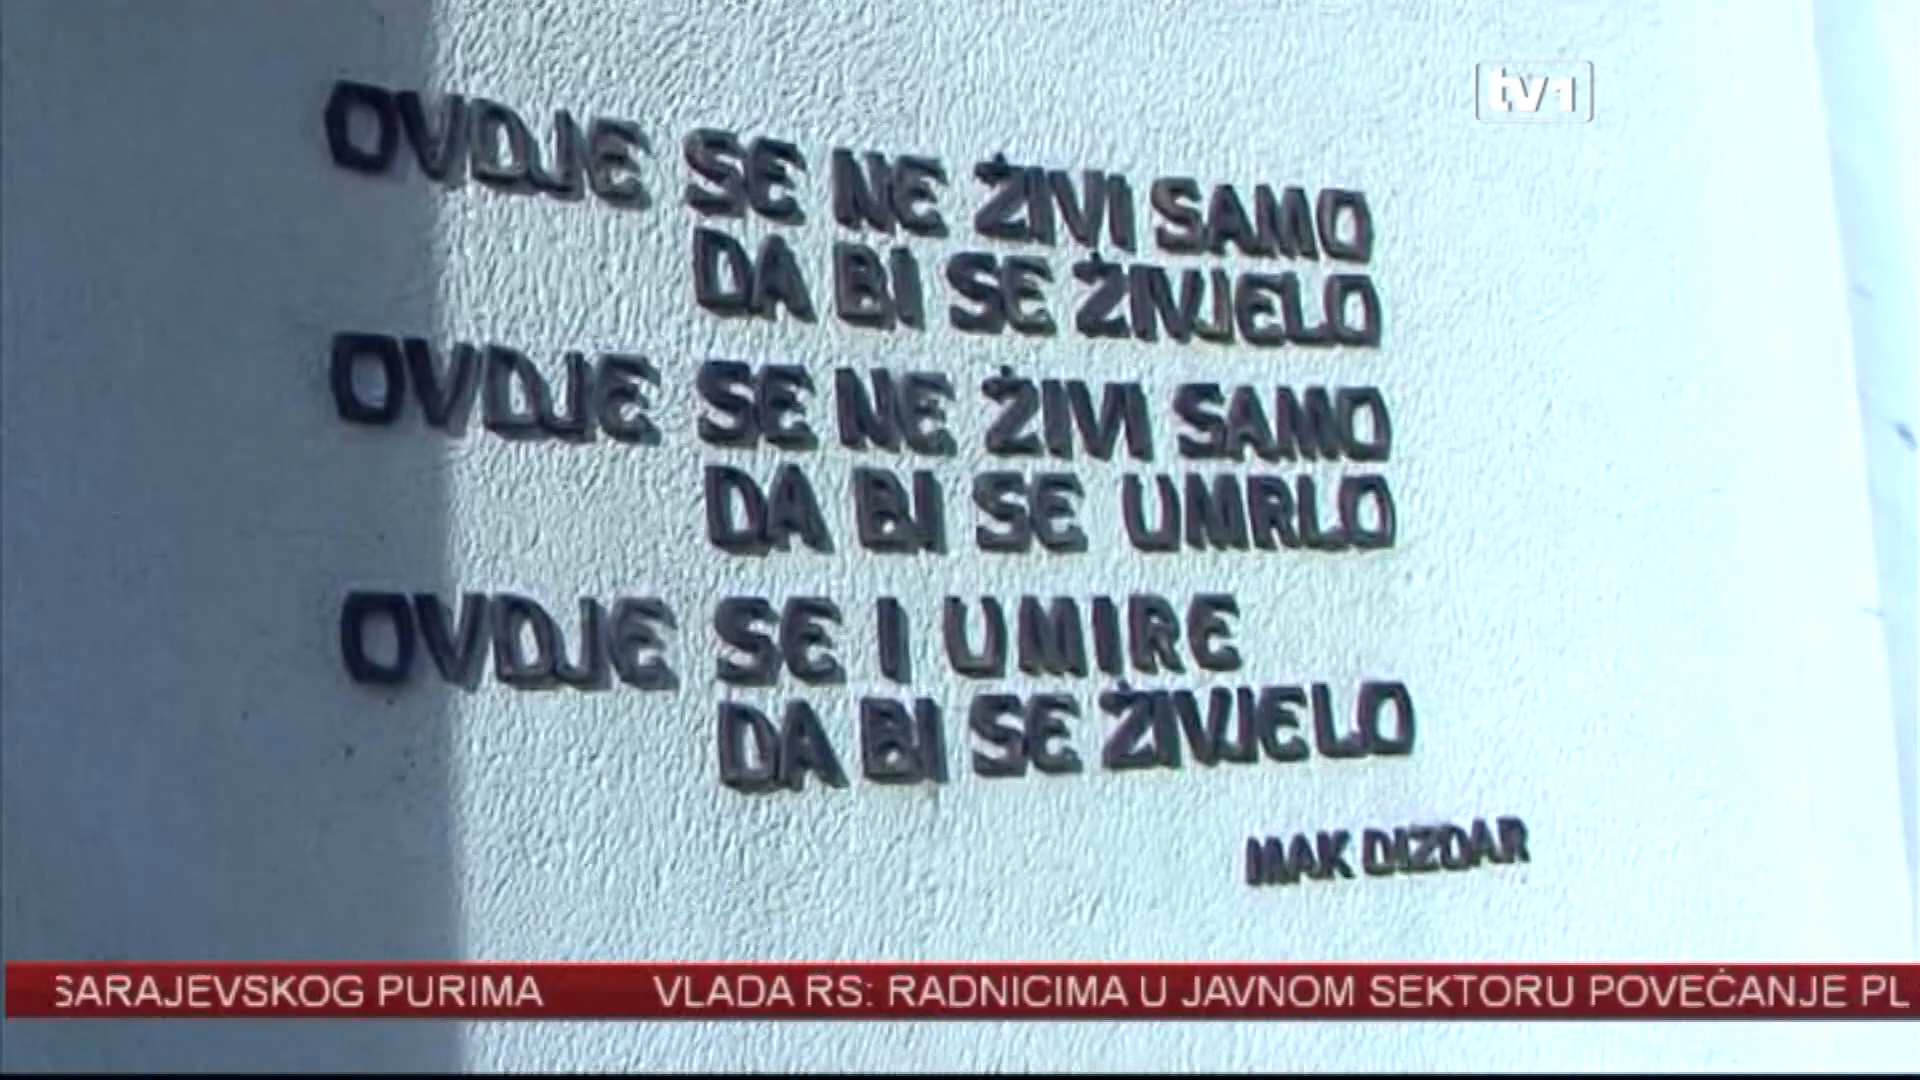 tv1
OVDJE SE NE ŽIVI SAMO
DA BI SE ŽIVJELO
OVDJE SE NE ŽIVI SAMO
DA BI SE UMRLO
OVDJE SE I UMIRE
DA BI SE ŽIVJELO
MAK DIZDAR
SARAJEVSKOG PURIMA VLADA RS: RADNICIMA U JAVNOM SEKTORU POVEĆANJE PL